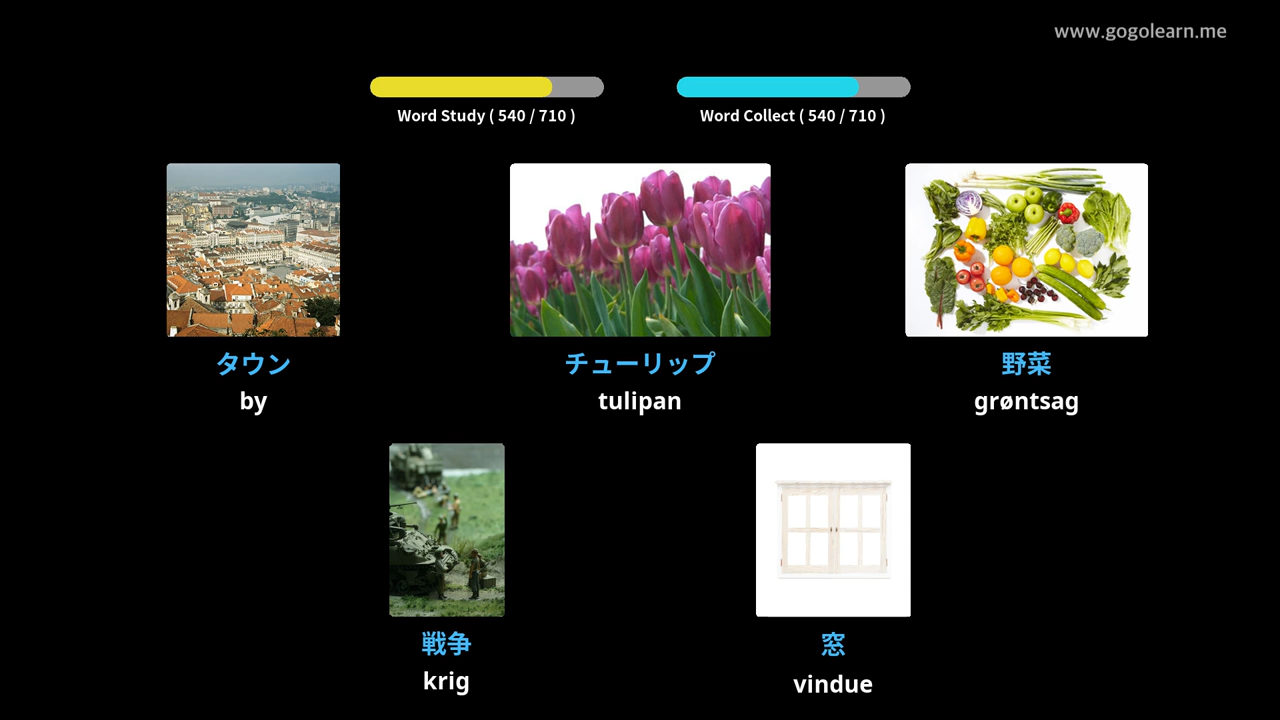 www.gogolearn.me
Word Study ( 540 / 710 )
Word Collect ( 540 / 710 )
タウン
by
チューリップ
tulipan
野菜
grøntsag
戦争
krig
窓
vindue